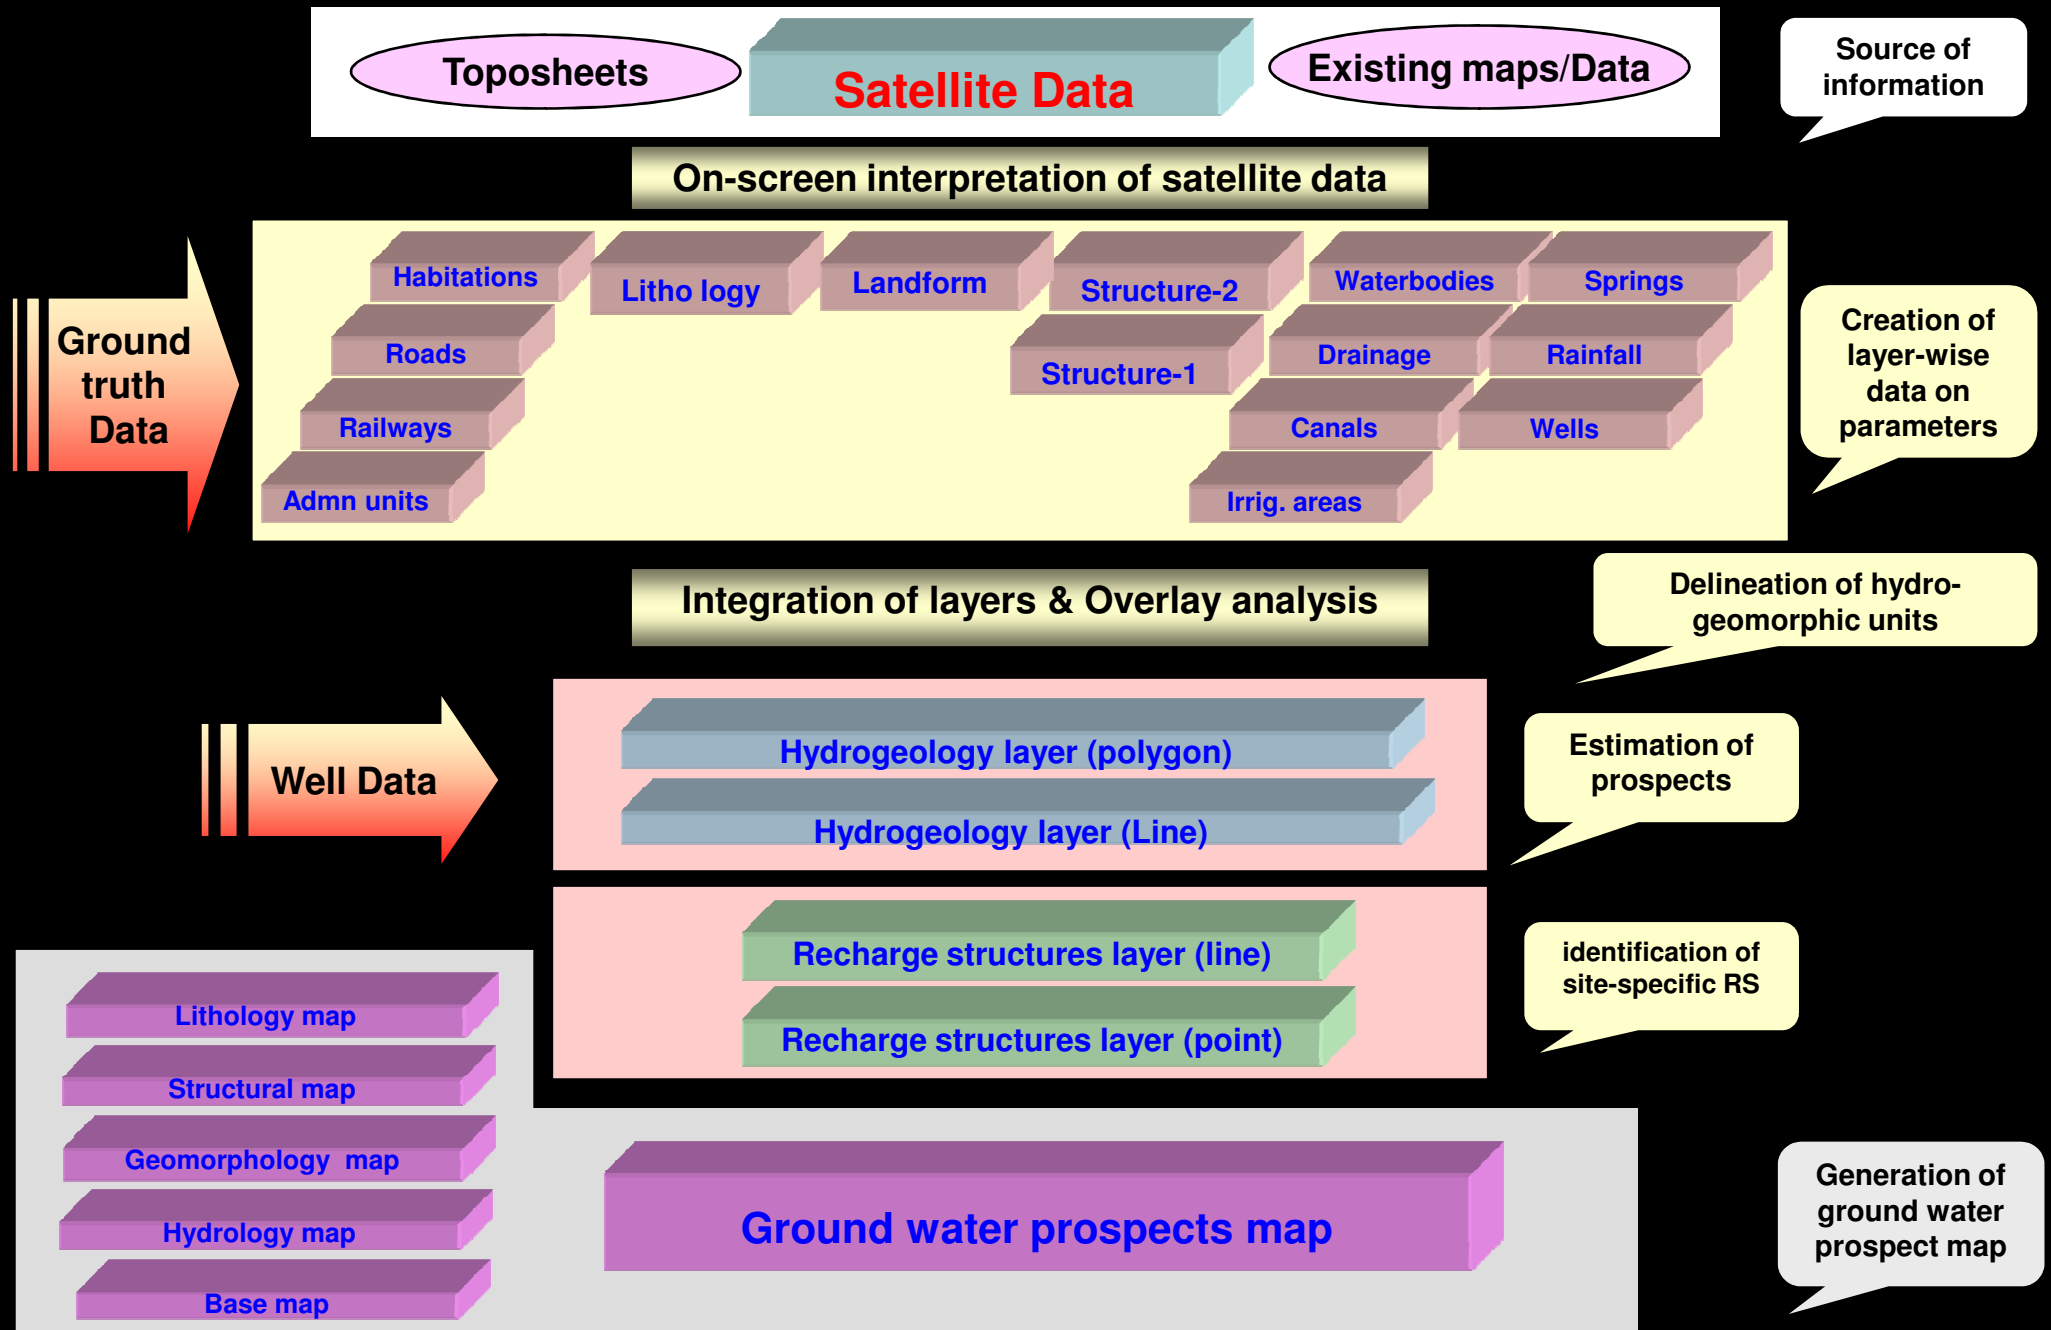 Toposheets
Satellite Data
Existing maps/Data
Source of
information
On-screen interpretation of satellite data
Ground
truth
Data
Habitations
Litho logy
Landform
Structure-2
Waterbodies
Springs
Roads
Structure-1
Drainage
Rainfall
Railways
Canals
Wells
Admn units
Irrig. areas
Creation of
layer-wise
data on
parameters
Integration of layers & Overlay analysis
Delineation of hydro-
geomorphic units
Well Data
Hydrogeology layer (polygon)
Hydrogeology layer (Line)
Estimation of
prospects
Recharge structures layer (line)
Recharge structures layer (point)
identification of
site-specific RS
Lithology map
Structural map
Geomorphology  map
Hydrology map
Base map
Ground water prospects map
Generation of
ground water
prospect map